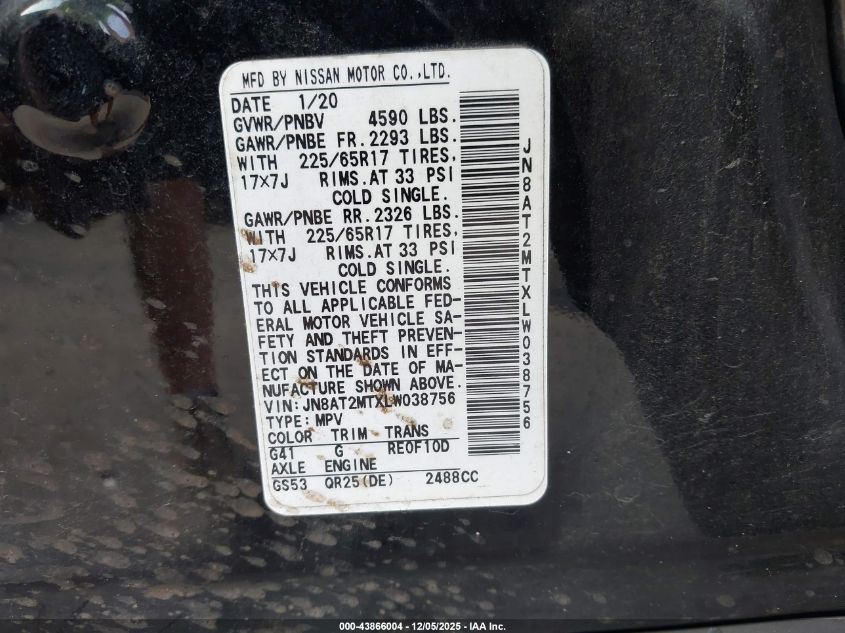 MFD BY NISSAN MOTOR CO.,LTD.
DATE 1/20
GVWR/PNBV 4590 LBS.
GAWR/PNBE FR. 2293 LBS.
WITH 225/65R17 TIRES,
17×7J RIMS. AT 33 PSI
COLD SINGLE.
GAWR/PNBE RR. 2326 LBS.
WITH 225/65R17 TIRES,
17×7J RIMS. AT 33 PSI
COLD SINGLE.
THIS VEHICLE CONFORMS
TO ALL APPLICABLE FED-
ERAL MOTOR VEHICLE SA-
FETY AND THEFT PREVEN-
TION STANDARDS IN EFF-
ECT ON THE DATE OF MA-
NUFACTURE SHOWN ABOVE.
VIN: JN8AT2MTXLW038756
TYPE: MPV
COLOR TRIM TRANS
G41 G RE0F10D
AXLE ENGINE
GS53 QR25(DE) 2488CC
JN8AT2MTXLW038756
000-43866004 - 12/05/2025 - IAA Inc.